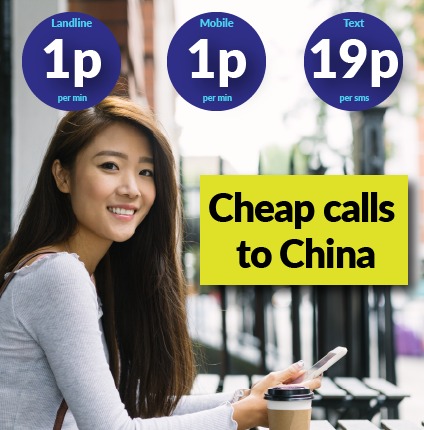 Landline
1p
per min
Mobile
1p
per min
Text
19p
per sms
Cheap calls
to China